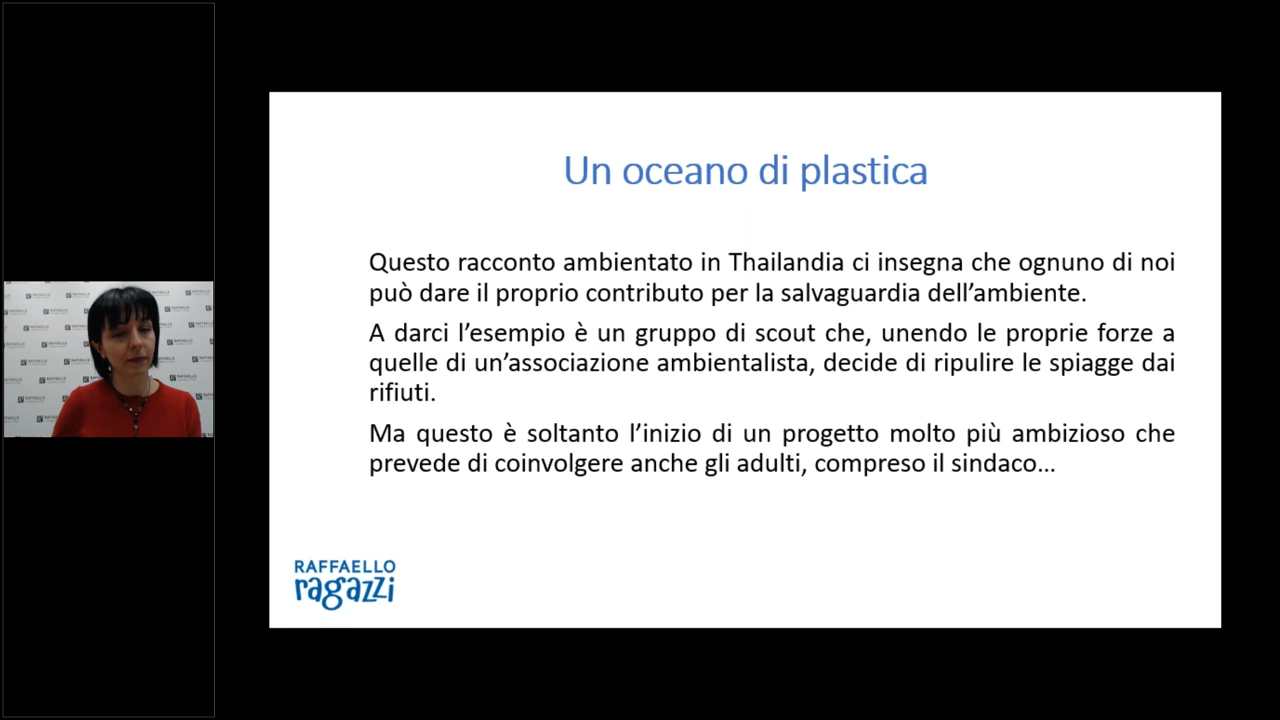 Un oceano di plastica
Questo racconto ambientato in Thailandia ci insegna che ognuno di noi
può dare il proprio contributo per la salvaguardia dell’ambiente.
A darci l’esempio è un gruppo di scout che, unendo le proprie forze a
quelle di un’associazione ambientalista, decide di ripulire le spiagge dai
rifiuti.
Ma questo è soltanto l’inizio di un progetto molto più ambizioso che
prevede di coinvolgere anche gli adulti, compreso il sindaco…
RAFFAELLO
ragazzi